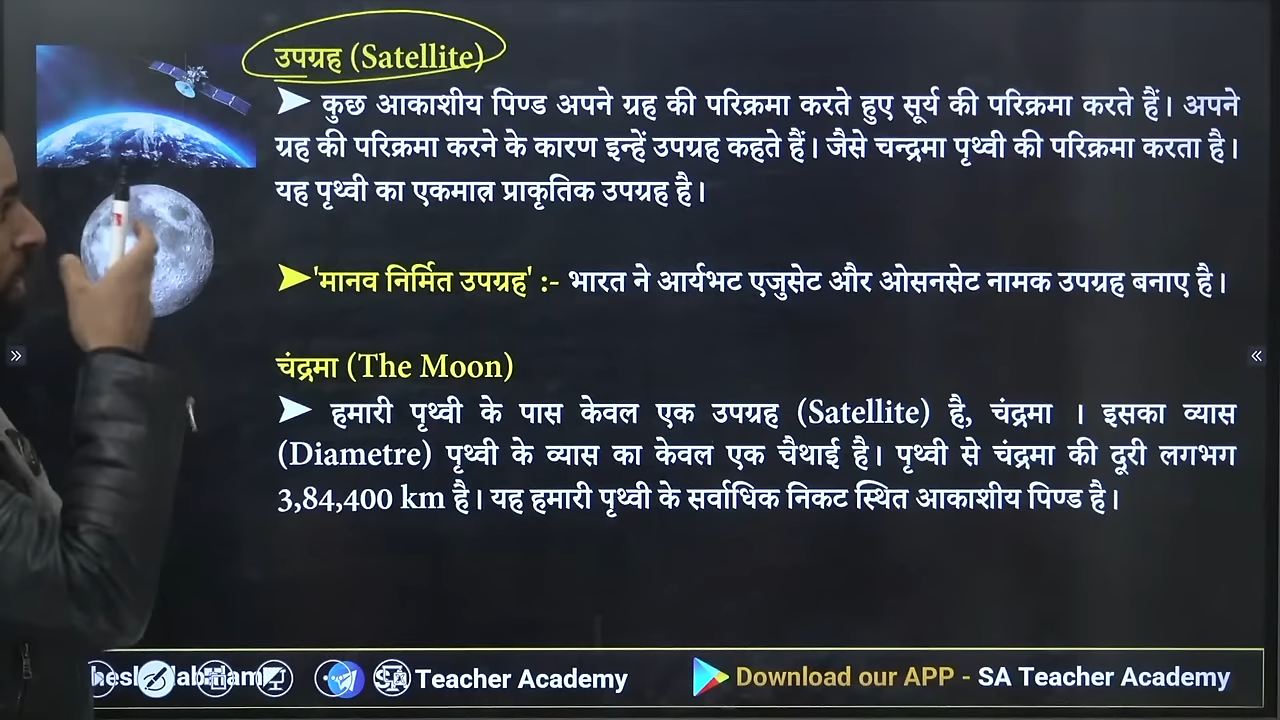 उपग्रह (Satellite)
➤ कुछ आकाशीय पिण्ड अपने ग्रह की परिक्रमा करते हुए सूर्य की परिक्रमा करते हैं। अपने
ग्रह की परिक्रमा करने के कारण इन्हें उपग्रह कहते हैं। जैसे चन्द्रमा पृथ्वी की परिक्रमा करता है।
यह पृथ्वी का एकमात्र प्राकृतिक उपग्रह है।
➤'मानव निर्मित उपग्रह' :- भारत ने आर्यभट एजुसेट और ओसनसेट नामक उपग्रह बनाए है।
चंद्रमा (The Moon)
➤ हमारी पृथ्वी के पास केवल एक उपग्रह (Satellite) है, चंद्रमा । इसका व्यास
(Diametre) पृथ्वी के व्यास का केवल एक चैथाई है। पृथ्वी से चंद्रमा की दूरी लगभग
3,84,400 km है। यह हमारी पृथ्वी के सर्वाधिक निकट स्थित आकाशीय पिण्ड है।
Teacher Academy
Download our APP - SA Teacher Academy